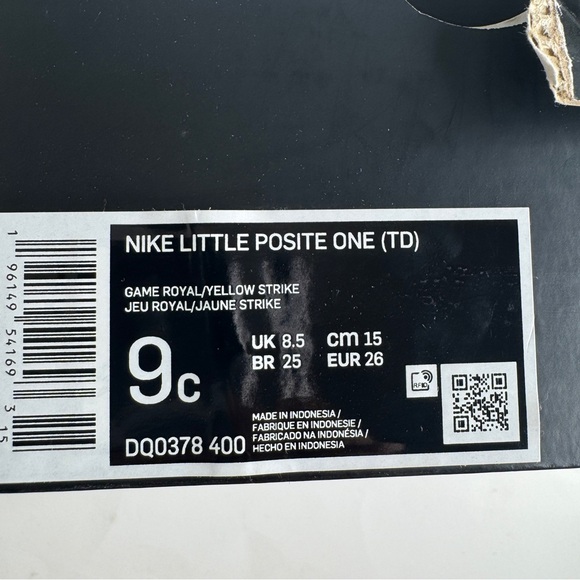 NIKE LITTLE POSITE ONE (TD)
GAME ROYAL/YELLOW STRIKE
JEU ROYAL/JAUNE STRIKE
9C
UK 8.5 cm 15
BR 25 EUR 26
RFID
DQ0378 400
MADE IN INDONESIA /
FABRIQUE EN INDONESIE /
FABRICADO NA INDONÉSIA /
HECHO EN INDONESIA
1 96149 54169 3 15